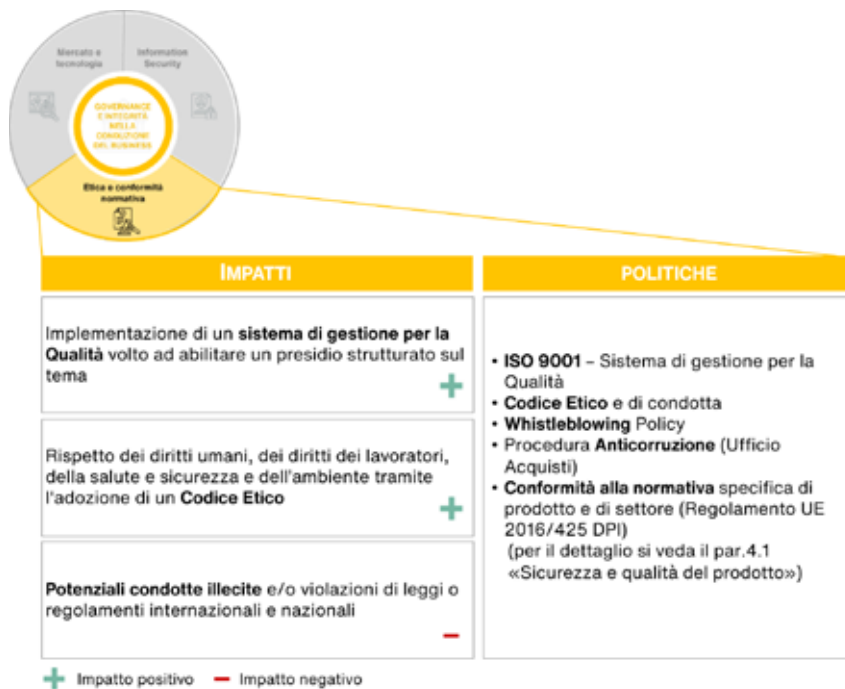 Mercato e
tecnologia
Information
Security
GOVERNANCE
E INTEGRITÀ
NELLA
CONDUZIONE
DEL BUSINESS
Etica e conformità
normativa
IMPATTI
Implementazione di un sistema di gestione per la
Qualità volto ad abilitare un presidio strutturato sul
tema
Rispetto dei diritti umani, dei diritti dei lavoratori,
della salute e sicurezza e dell'ambiente tramite
l'adozione di un Codice Etico
Potenziali condotte illecite e/o violazioni di leggi o
regolamenti internazionali e nazionali
POLITICHE
• ISO 9001 – Sistema di gestione per la
Qualità
• Codice Etico e di condotta
• Whistleblowing Policy
• Procedura Anticorruzione (Ufficio
Acquisti)
• Conformità alla normativa specifica di
prodotto e di settore (Regolamento UE
2016/425 DPI)
(per il dettaglio si veda il par.4.1
«Sicurezza e qualità del prodotto»)
Impatto positivo
Impatto negativo